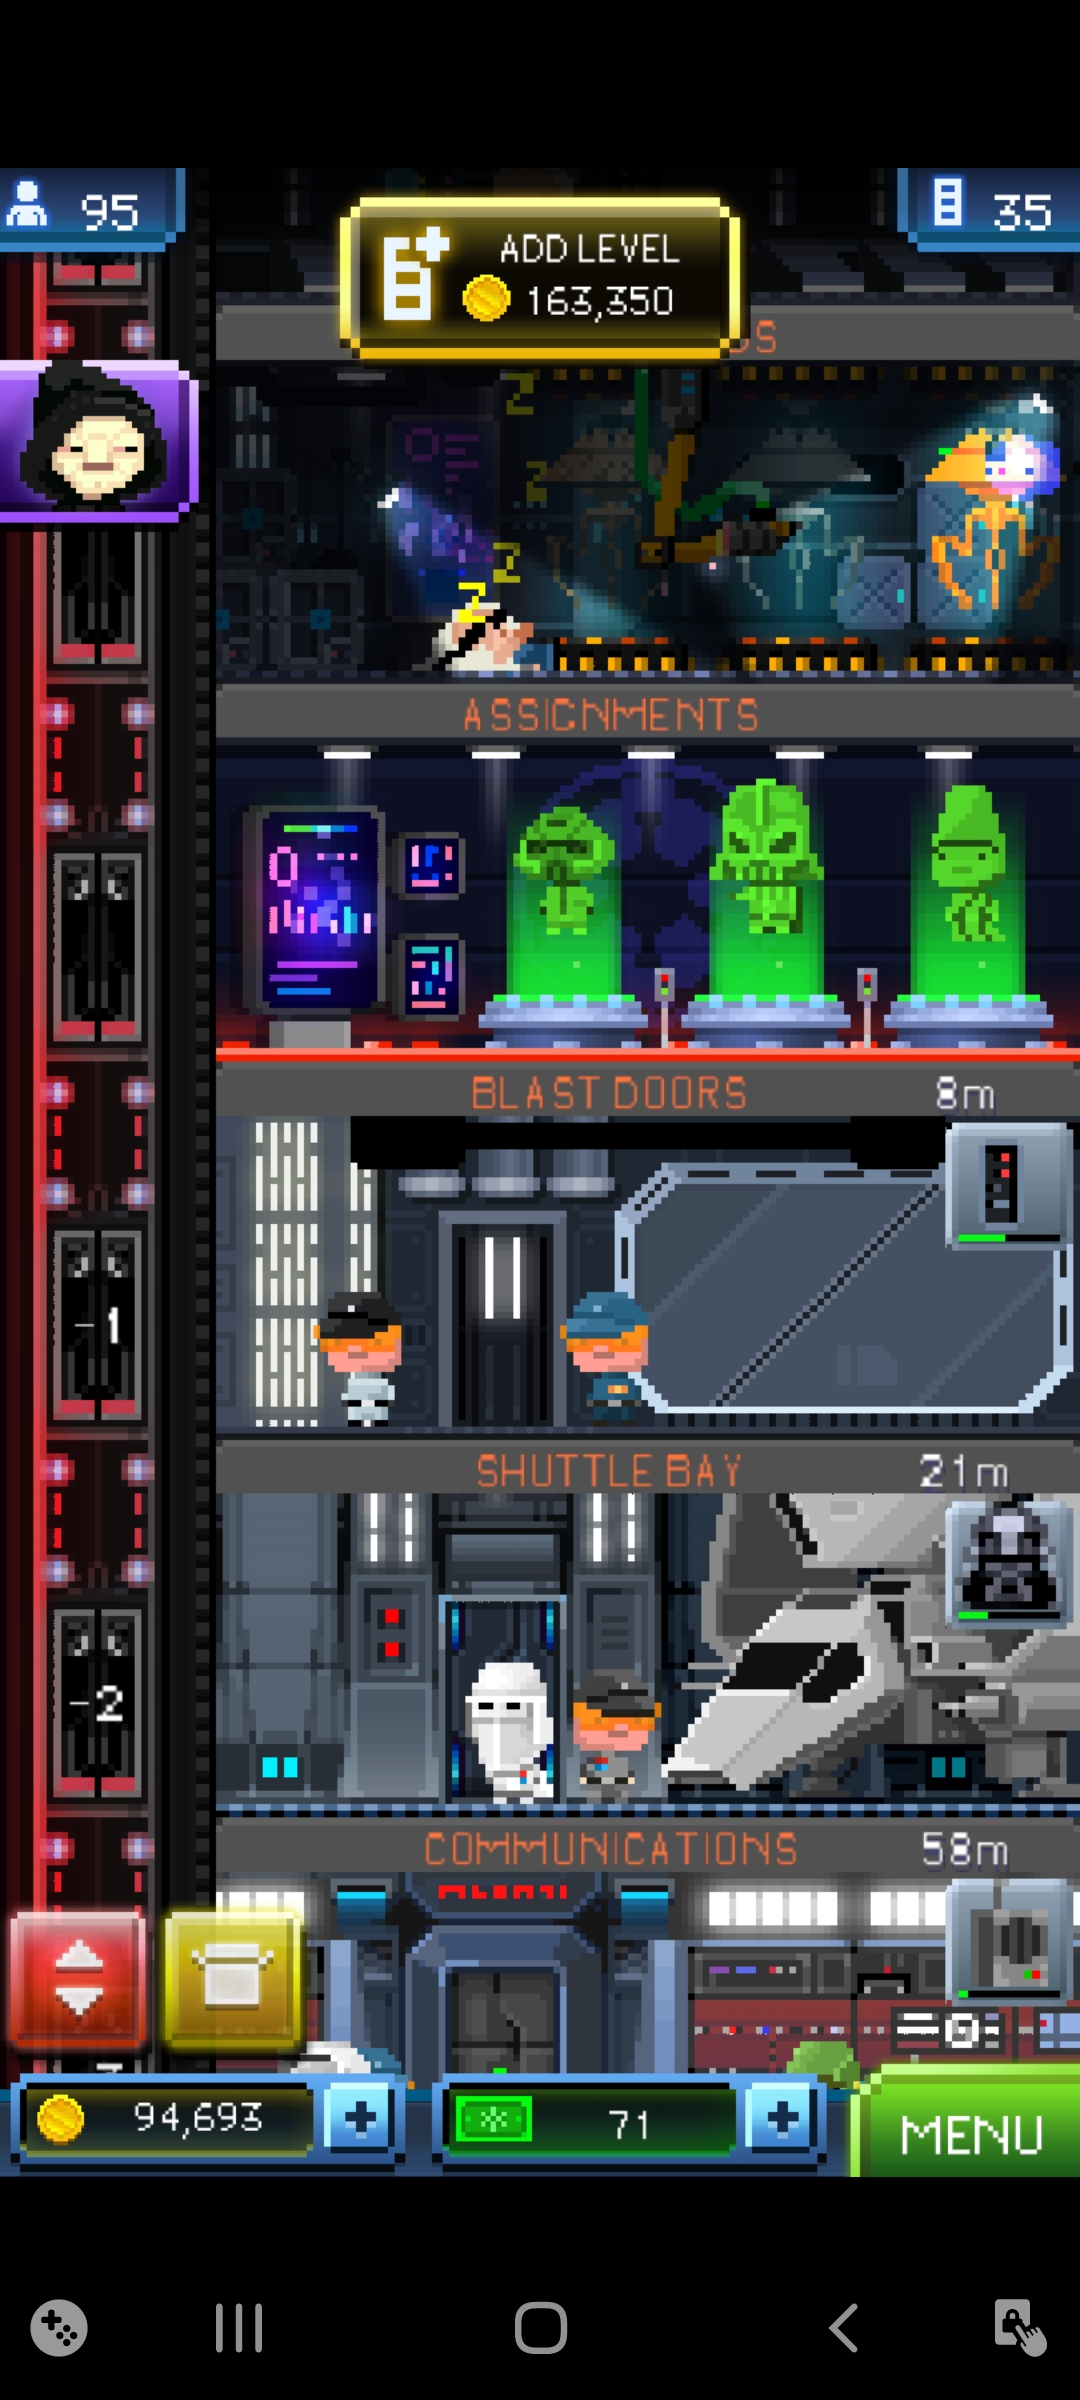 95
ADD LEVEL
163,350
35
DS
Z
Z
Z
Z
ASSIGNMENTS
BLAST DOORS 8m
-1
SHUTTLE BAY 21m
-2
COMMUNICATIONS 58m
94,693
71
MENU